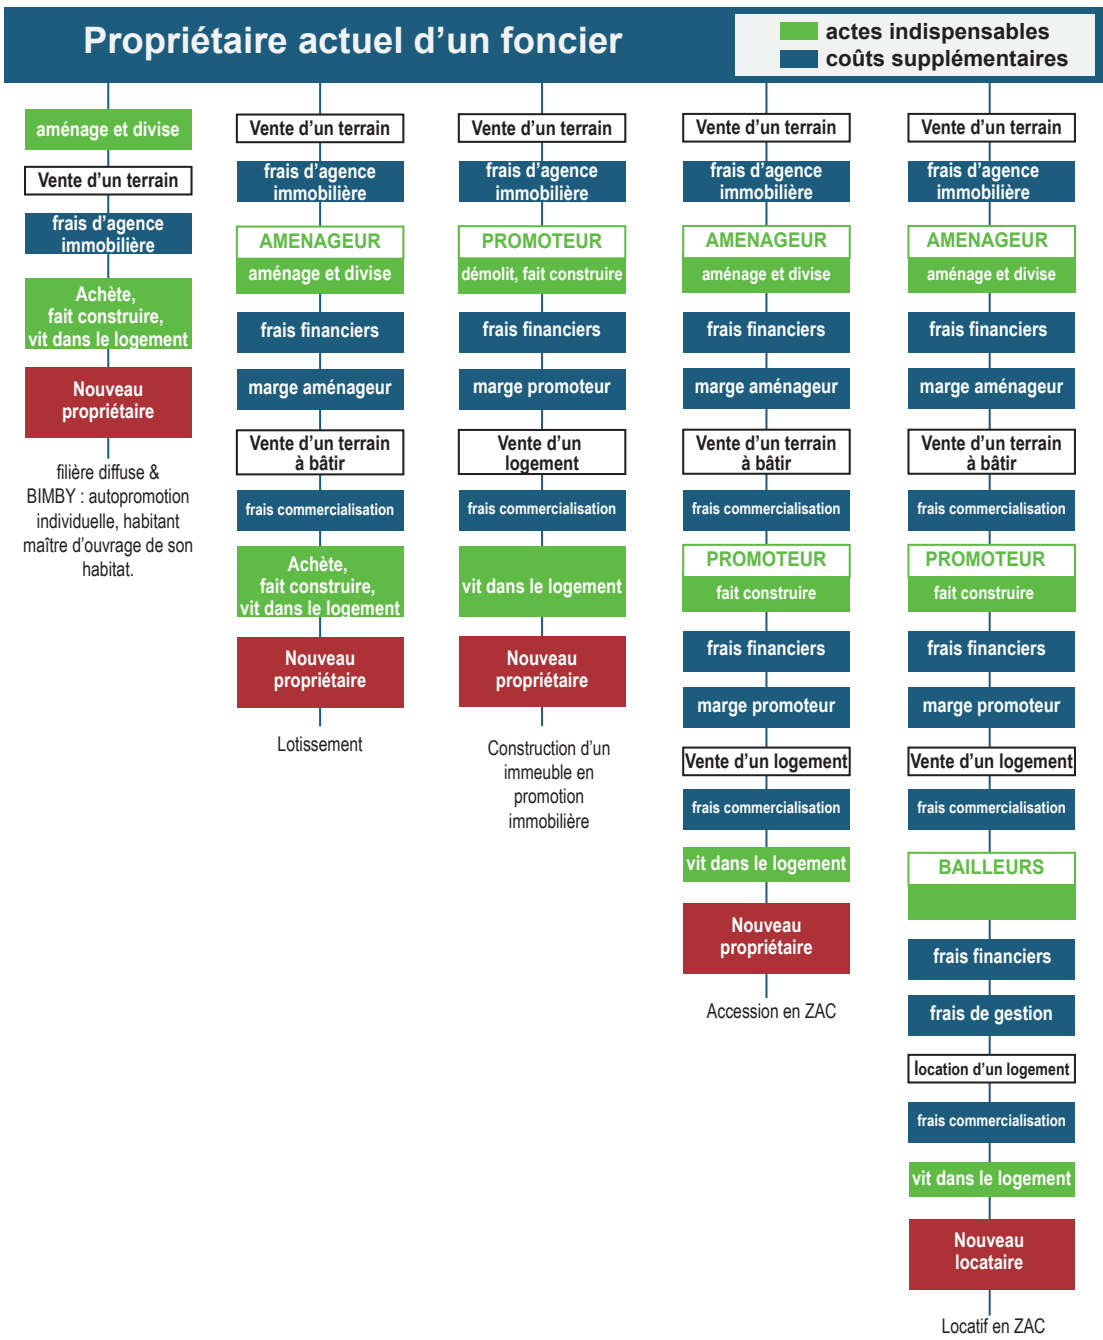 Propriétaire actuel d’un foncier
actes indispensables
coûts supplémentaires
aménage et divise
Vente d’un terrain
frais d’agence
immobilière
Achète,
fait construire,
vit dans le logement
Nouveau
propriétaire
filière diffuse &
BIMBY : autopromotion
individuelle, habitant
maître d’ouvrage de son
habitat.
Vente d’un terrain
frais d’agence
immobilière
AMENAGEUR
aménage et divise
frais financiers
marge aménageur
Vente d’un terrain
à bâtir
frais commercialisation
Achète,
fait construire,
vit dans le logement
Nouveau
propriétaire
Lotissement
Vente d’un terrain
frais d’agence
immobilière
PROMOTEUR
démolit, fait construire
frais financiers
marge promoteur
Vente d’un
logement
frais commercialisation
vit dans le logement
Nouveau
propriétaire
Construction d’un
immeuble en
promotion
immobilière
Vente d’un terrain
frais d’agence
immobilière
AMENAGEUR
aménage et divise
frais financiers
marge aménageur
Vente d’un terrain
à bâtir
frais commercialisation
PROMOTEUR
fait construire
frais financiers
marge promoteur
Vente d’un logement
frais commercialisation
vit dans le logement
Nouveau
propriétaire
Accession en ZAC
Vente d’un terrain
frais d’agence
immobilière
AMENAGEUR
aménage et divise
frais financiers
marge aménageur
Vente d’un terrain
à bâtir
frais commercialisation
PROMOTEUR
fait construire
frais financiers
marge promoteur
Vente d’un logement
frais commercialisation
BAILLEURS
frais financiers
frais de gestion
location d’un logement
frais commercialisation
vit dans le logement
Nouveau
locataire
Locatif en ZAC